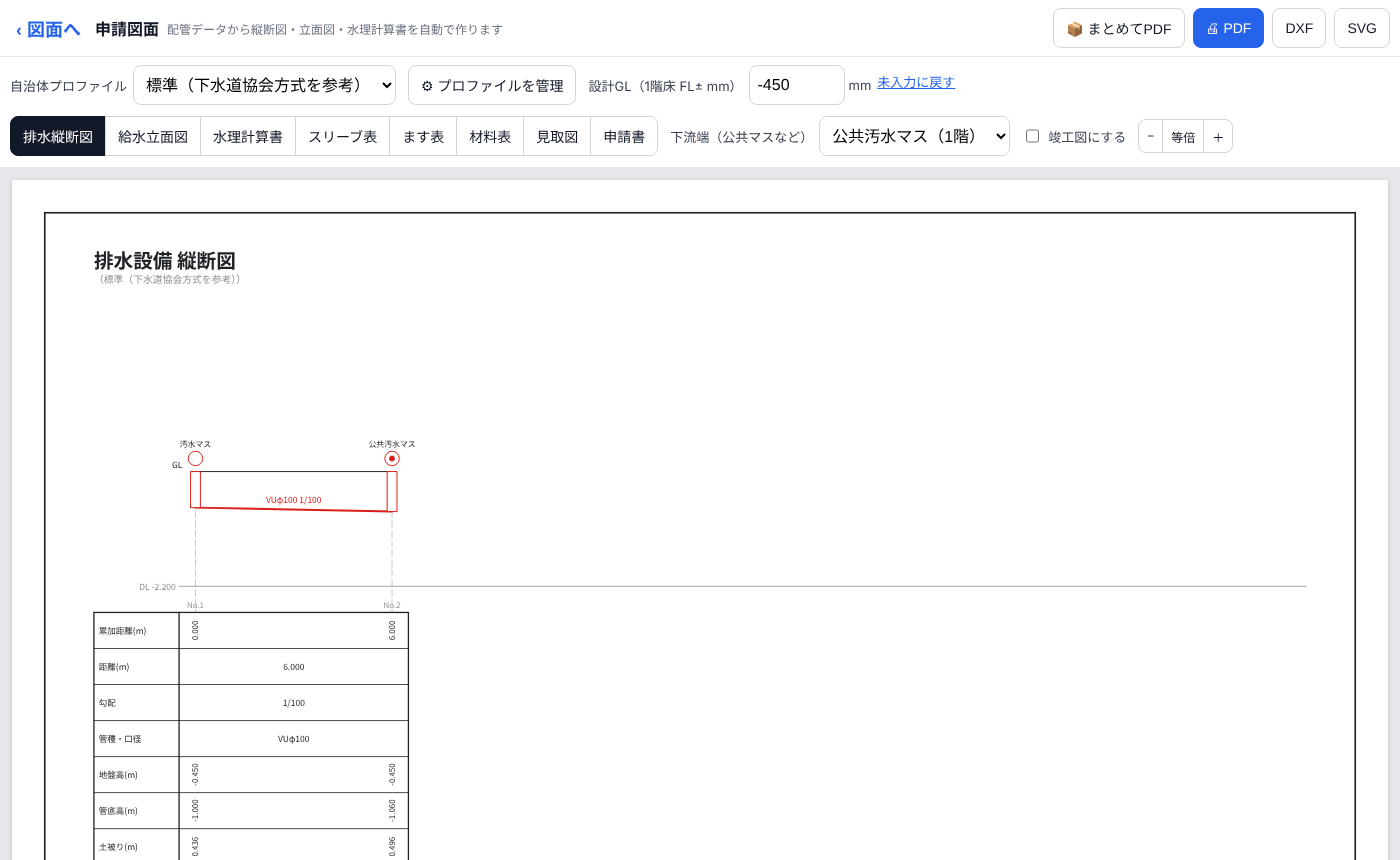 ‹ 図面へ 申請図面 配管データから縦断図・立面図・水理計算書を自動で作ります 📦 まとめてPDF 🖨 PDF DXF SVG
自治体プロファイル 標準（下水道協会方式を参考） ⚙ プロファイルを管理 設計GL（1階床 FL± mm） -450 mm 未入力に戻す
排水縦断図 給水立面図 水理計算書 スリーブ表 ます表 材料表 見取図 申請書 下流端（公共マスなど） 公共汚水マス（1階） 竣工図にする − 等倍 ＋
排水設備 縦断図
（標準（下水道協会方式を参考））
汚水マス 公共汚水マス
GL
VUφ100 1/100
DL -2.200
No.1 No.2
累加距離(m) 0.000 6.000
距離(m) 6.000
勾配 1/100
管種・口径 VUφ100
地盤高(m) -0.450 -0.450
管底高(m) -1.000 -1.060
土被り(m) 0.436 0.496